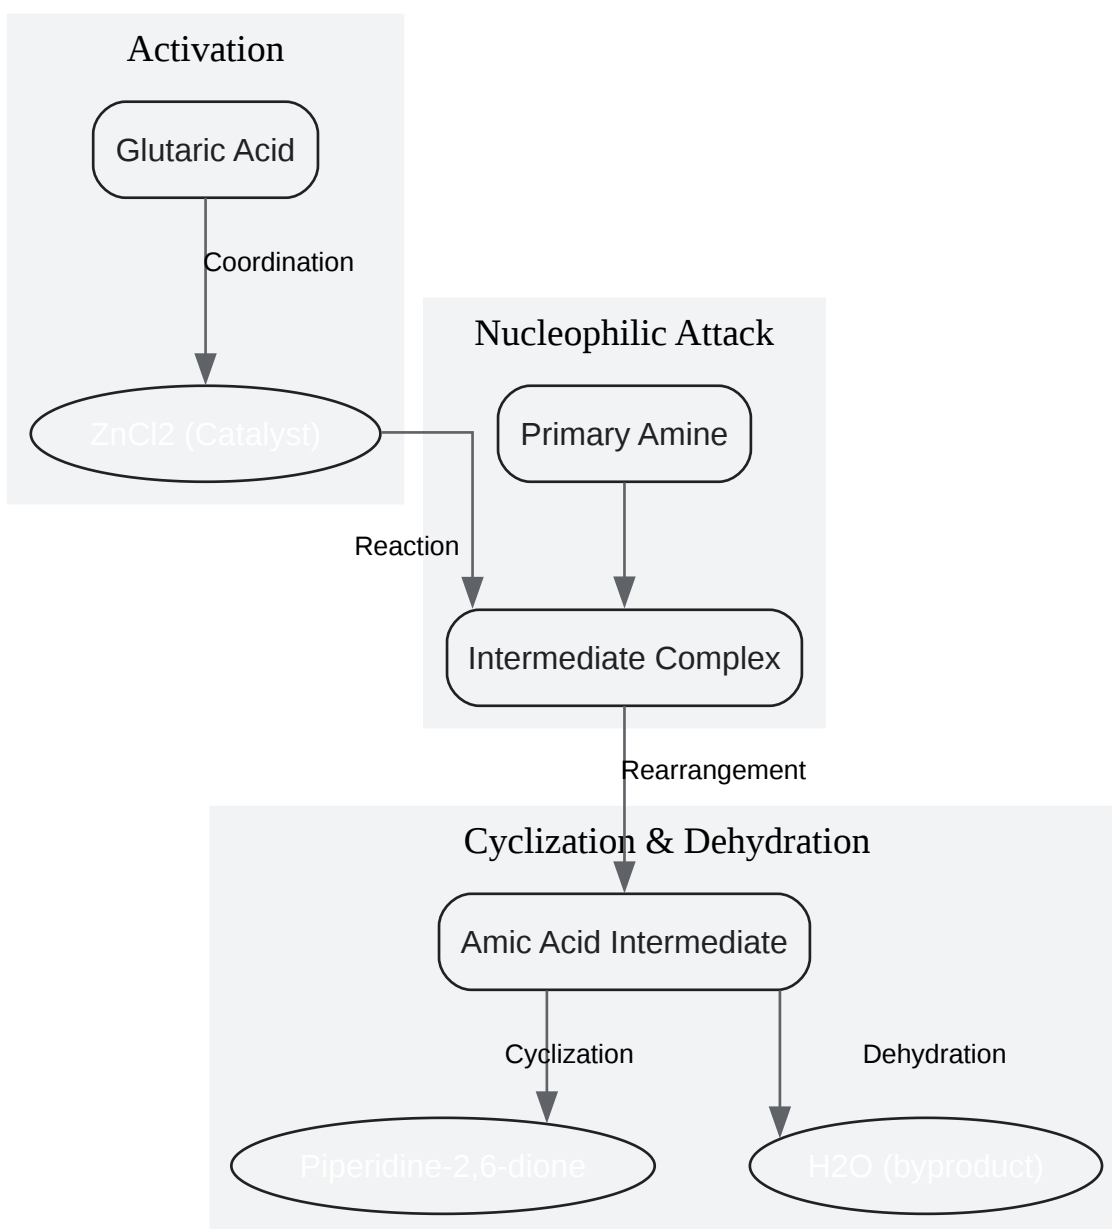 Activation
Glutaric Acid
Coordination
Nucleophilic Attack
ZnCl2 (Catalyst)
Primary Amine
Reaction
Intermediate Complex
Rearrangement
Cyclization & Dehydration
Amic Acid Intermediate
Cyclization
Dehydration
Piperidine-2,6-dione
H2O (byproduct)